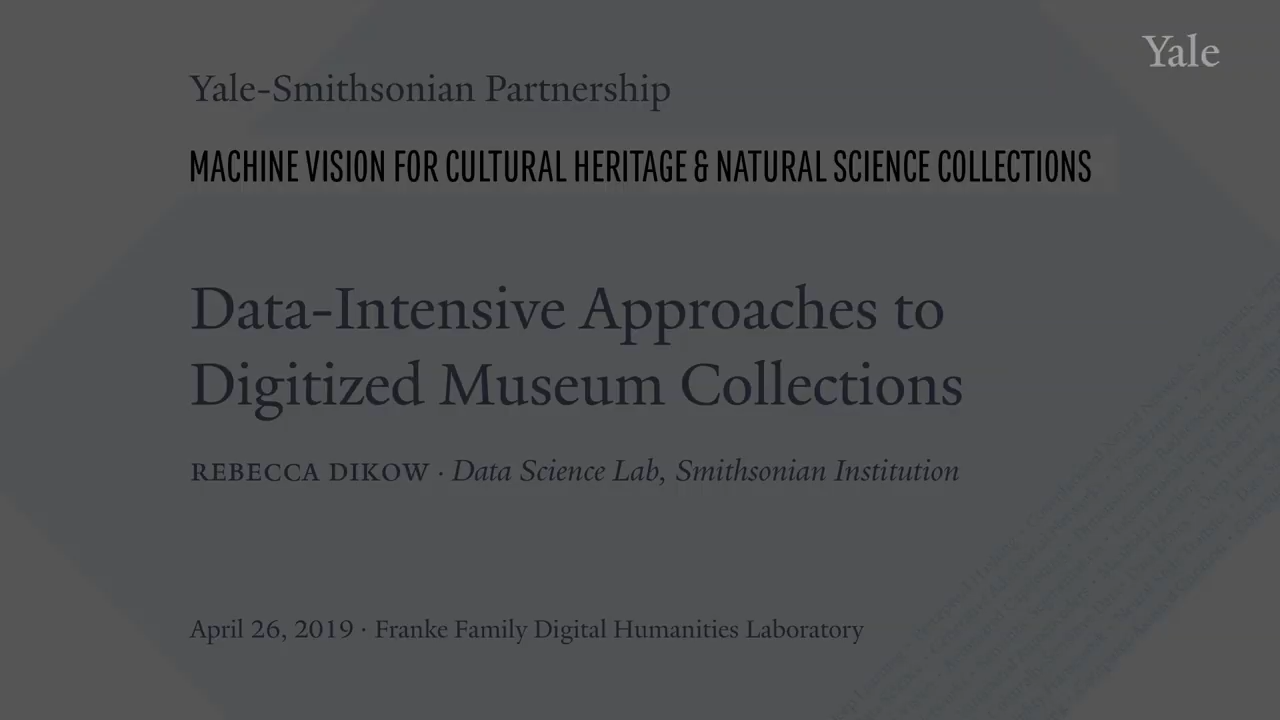 Yale
Yale-Smithsonian Partnership
MACHINE VISION FOR CULTURAL HERITAGE & NATURAL SCIENCE COLLECTIONS
Data-Intensive Approaches to
Digitized Museum Collections
REBECCA DIKOW · Data Science Lab, Smithsonian Institution
April 26, 2019 · Franke Family Digital Humanities Laboratory